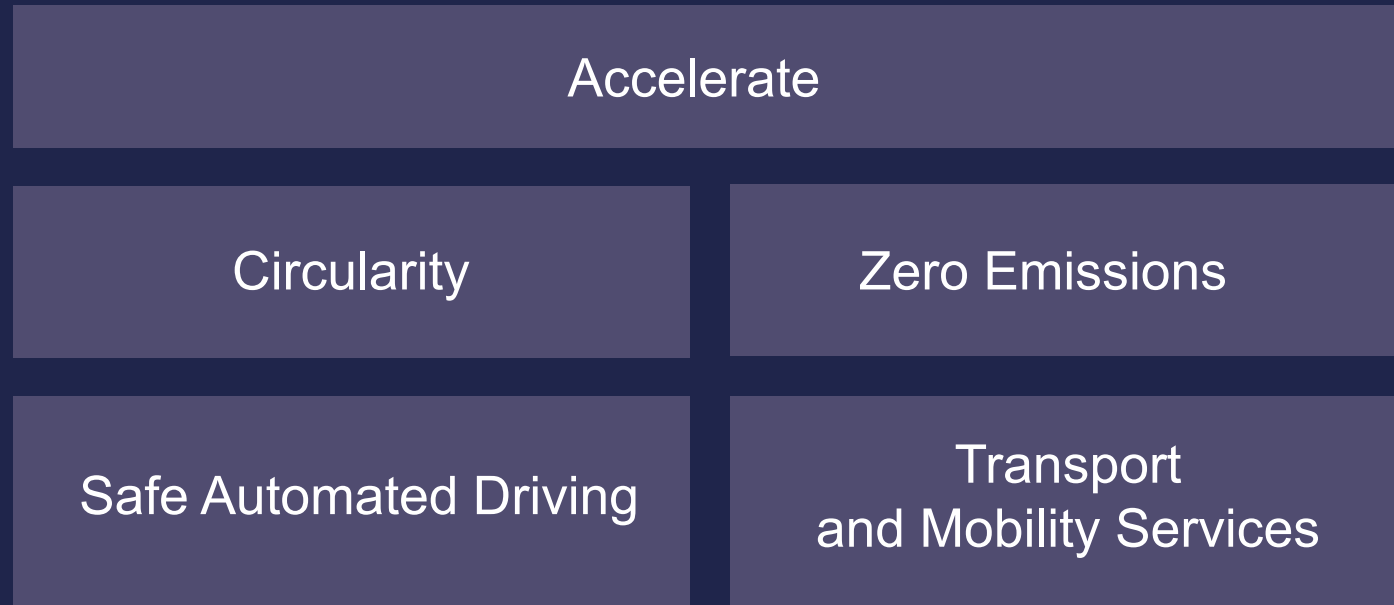 Accelerate
Circularity
Zero Emissions
Safe Automated Driving
Transport
and Mobility Services